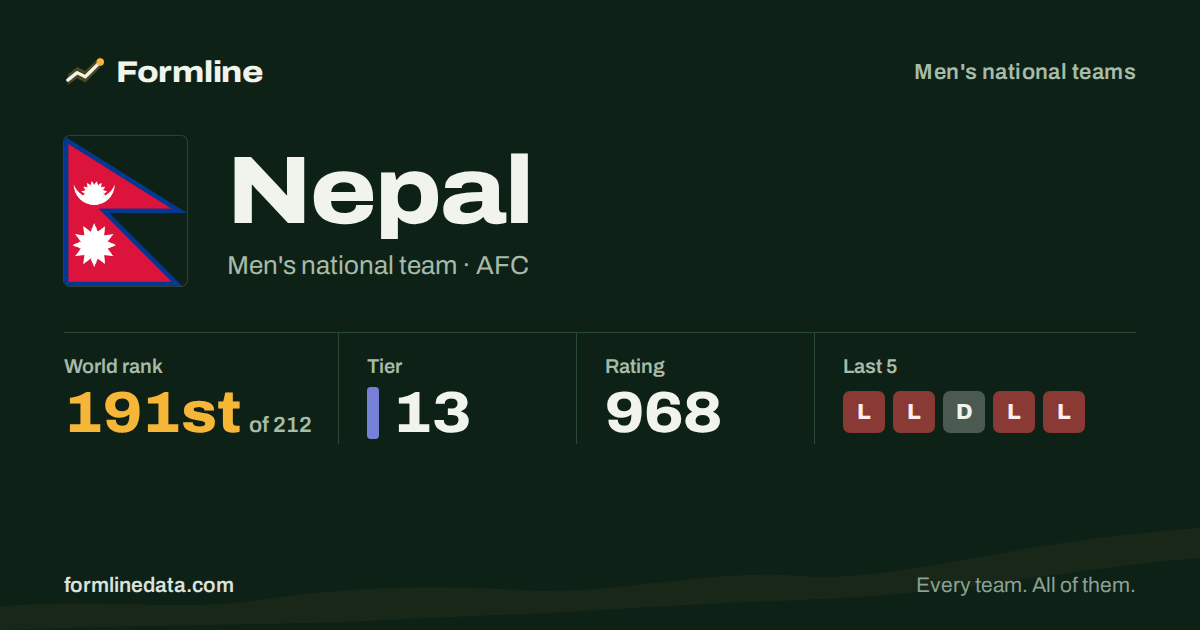 Formline
Men's national teams
Nepal
Men's national team · AFC
World rank
191st of 212
Tier
13
Rating
968
Last 5
L L D L L
formlinedata.com
Every team. All of them.